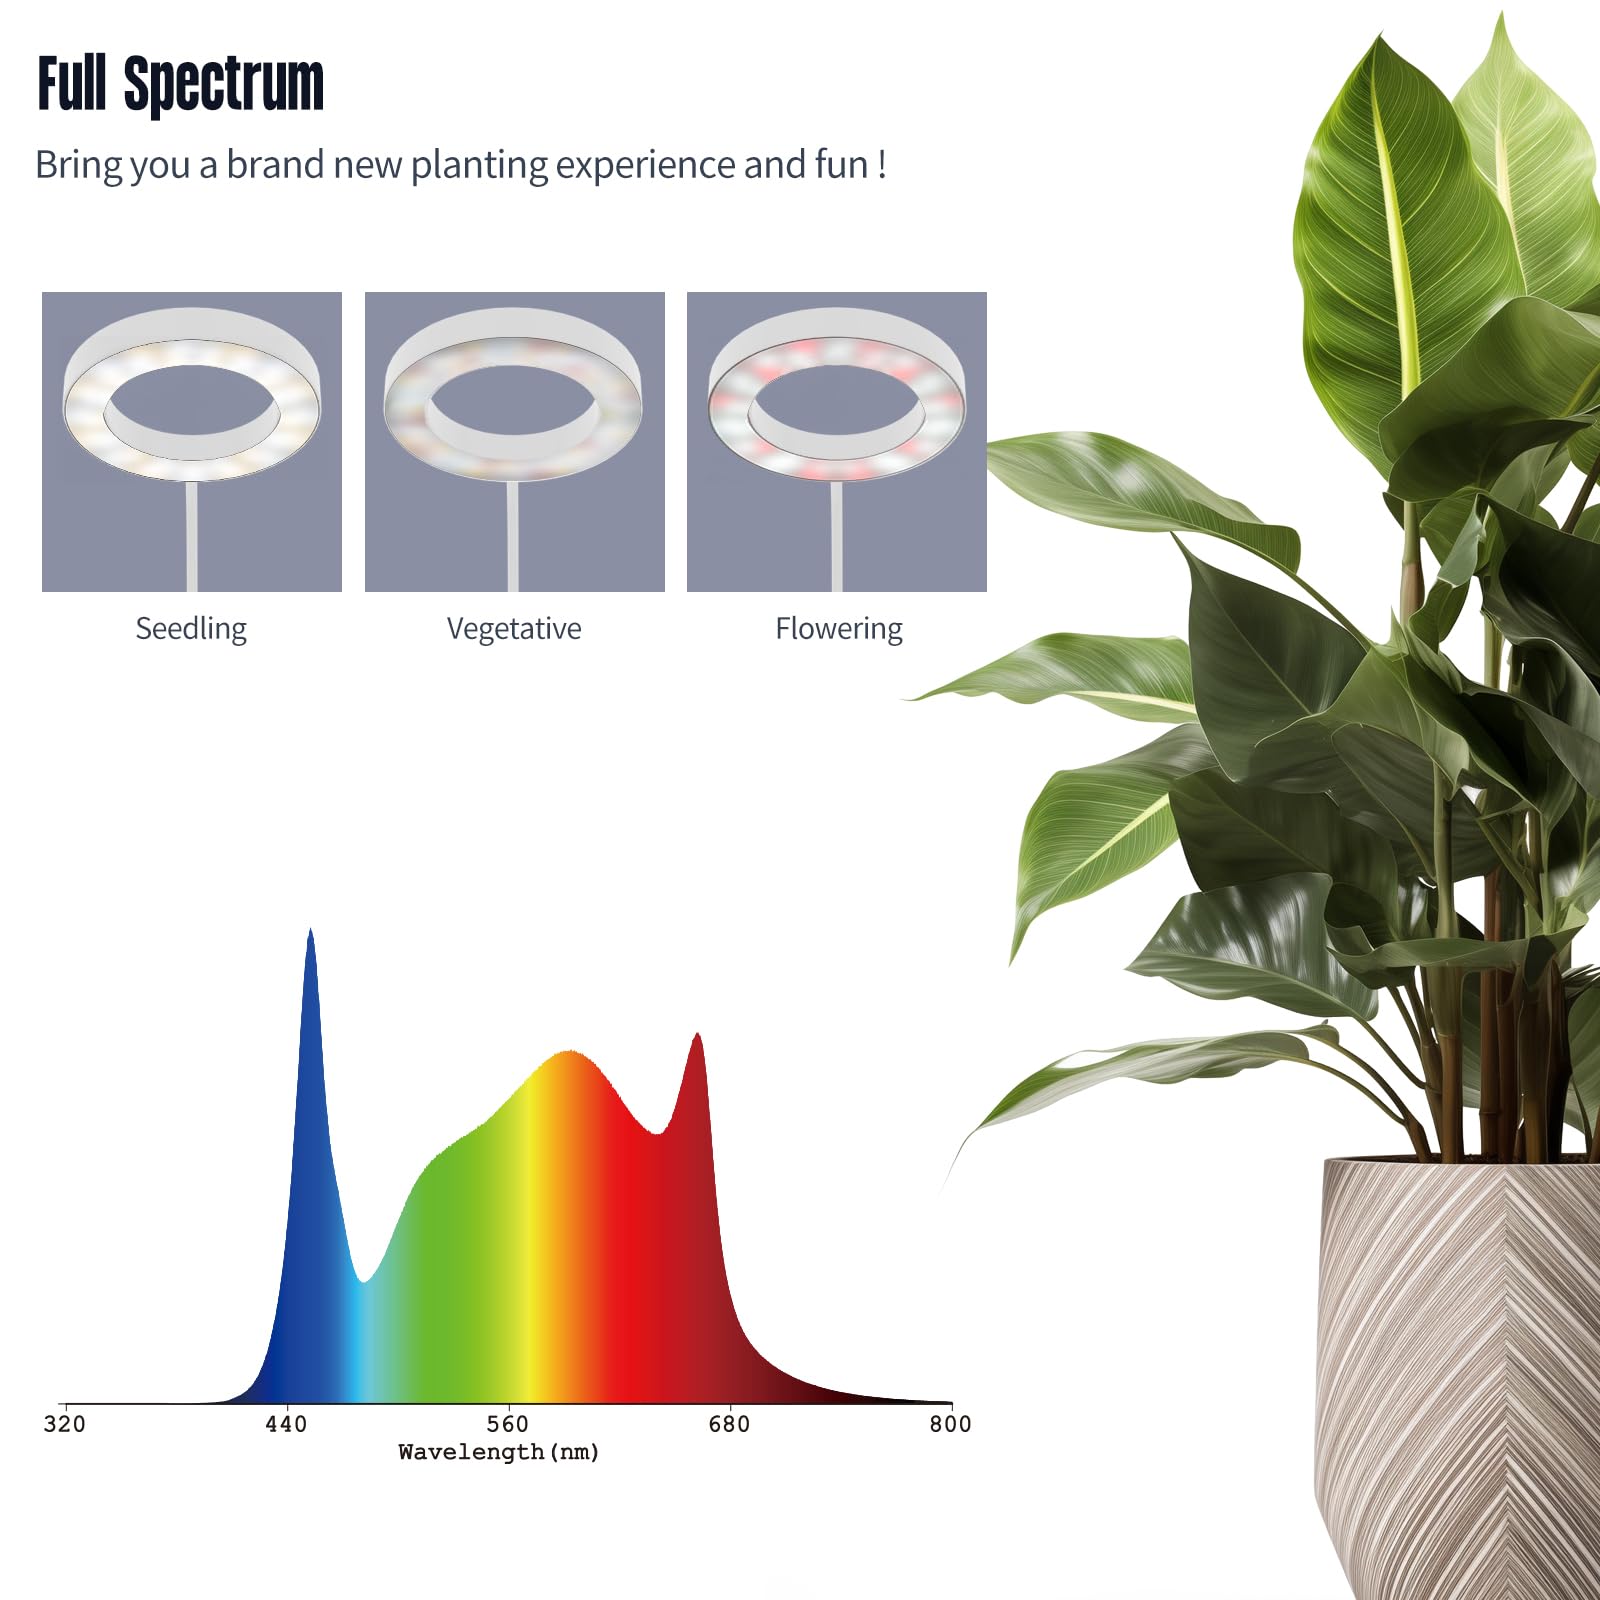 Full Spectrum
Bring you a brand new planting experience and fun !
Seedling Vegetative Flowering
320 440 560 680 800
Wavelength(nm)